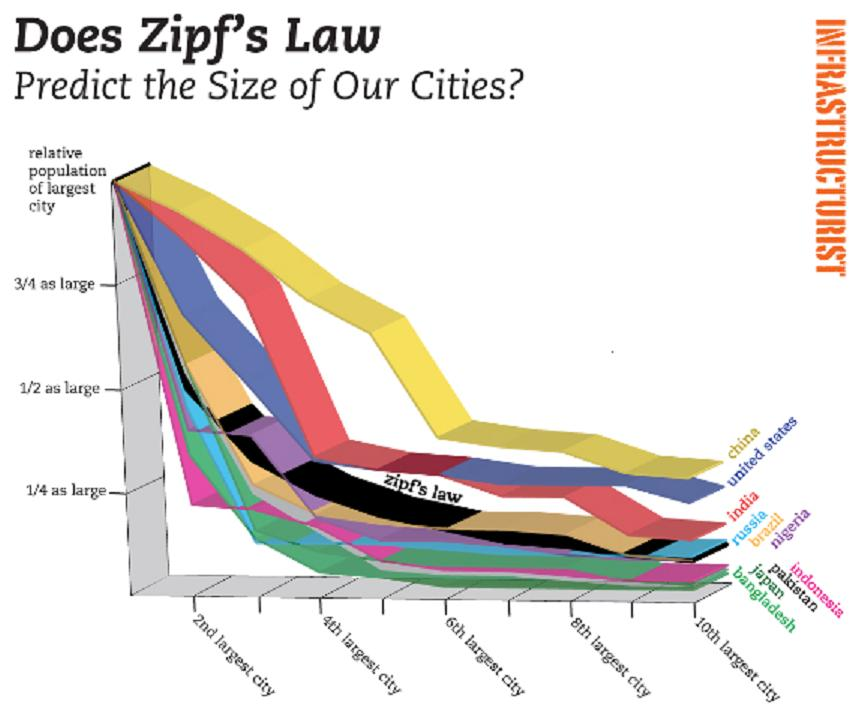 Does Zipf's Law
Predict the Size of Our Cities?
INFRASTRUCTURIST
relative
population
of largest
city
3/4 as large
1/2 as large
1/4 as large
zipf's law
china
united states
india
russia
brazil
nigeria
indonesia
pakistan
japan
bangladesh
2nd largest city
4th largest city
6th largest city
8th largest city
10th largest city